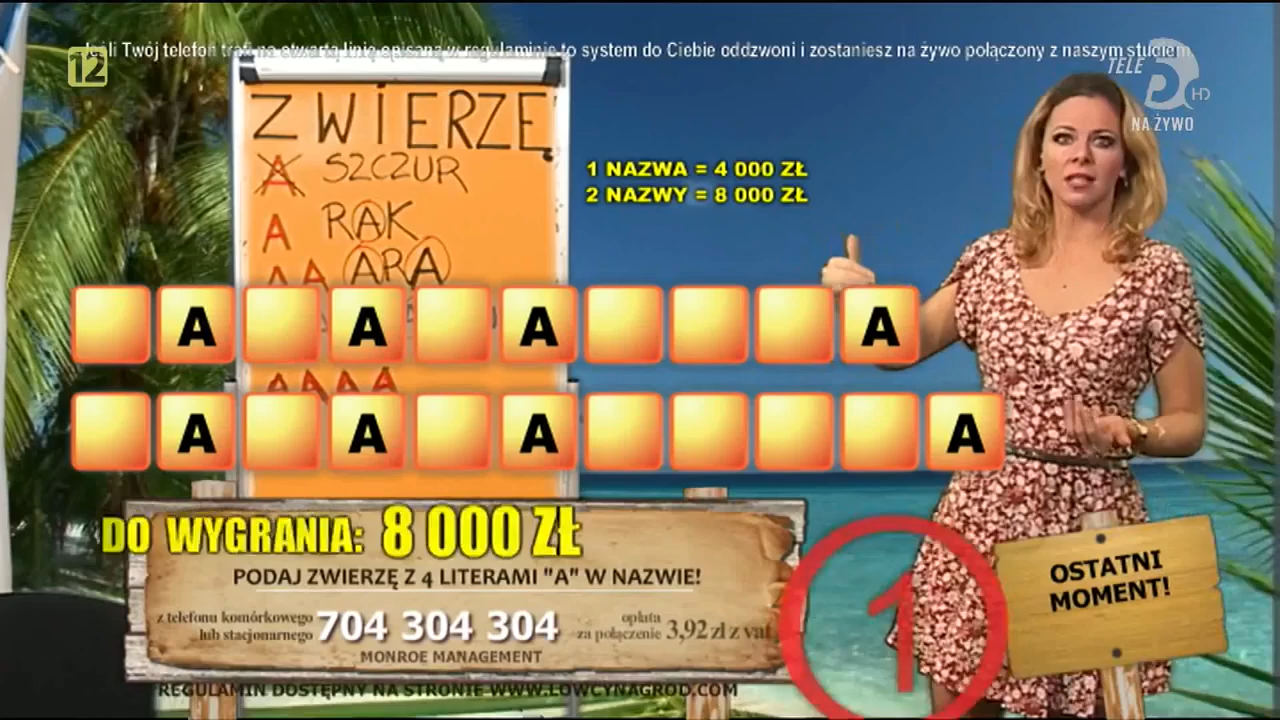 Jeśli Twój telefon trafi na otwartą linię opisaną w regulaminie to system do Ciebie oddzwoni i zostaniesz na żywo połączony z naszym studiem
12
TELE 5 HD
NA ŻYWO
ZWIERZĘ
A SZCZUR
A RAK
A A ARA
1 NAZWA = 4 000 ZŁ
2 NAZWY = 8 000 ZŁ
A A A A
A A A A
A A A A
DO WYGRANIA: 8 000 ZŁ
PODAJ ZWIERZĘ Z 4 LITERAMI "A" W NAZWIE!
z telefonu komórkowego
lub stacjonarnego
704 304 304
opłata
za połączenie 3,92 zł z vat
MONROE MANAGEMENT
1
OSTATNI
MOMENT!
REGULAMIN DOSTĘPNY NA STRONIE WWW.LOWCYNAGROD.COM